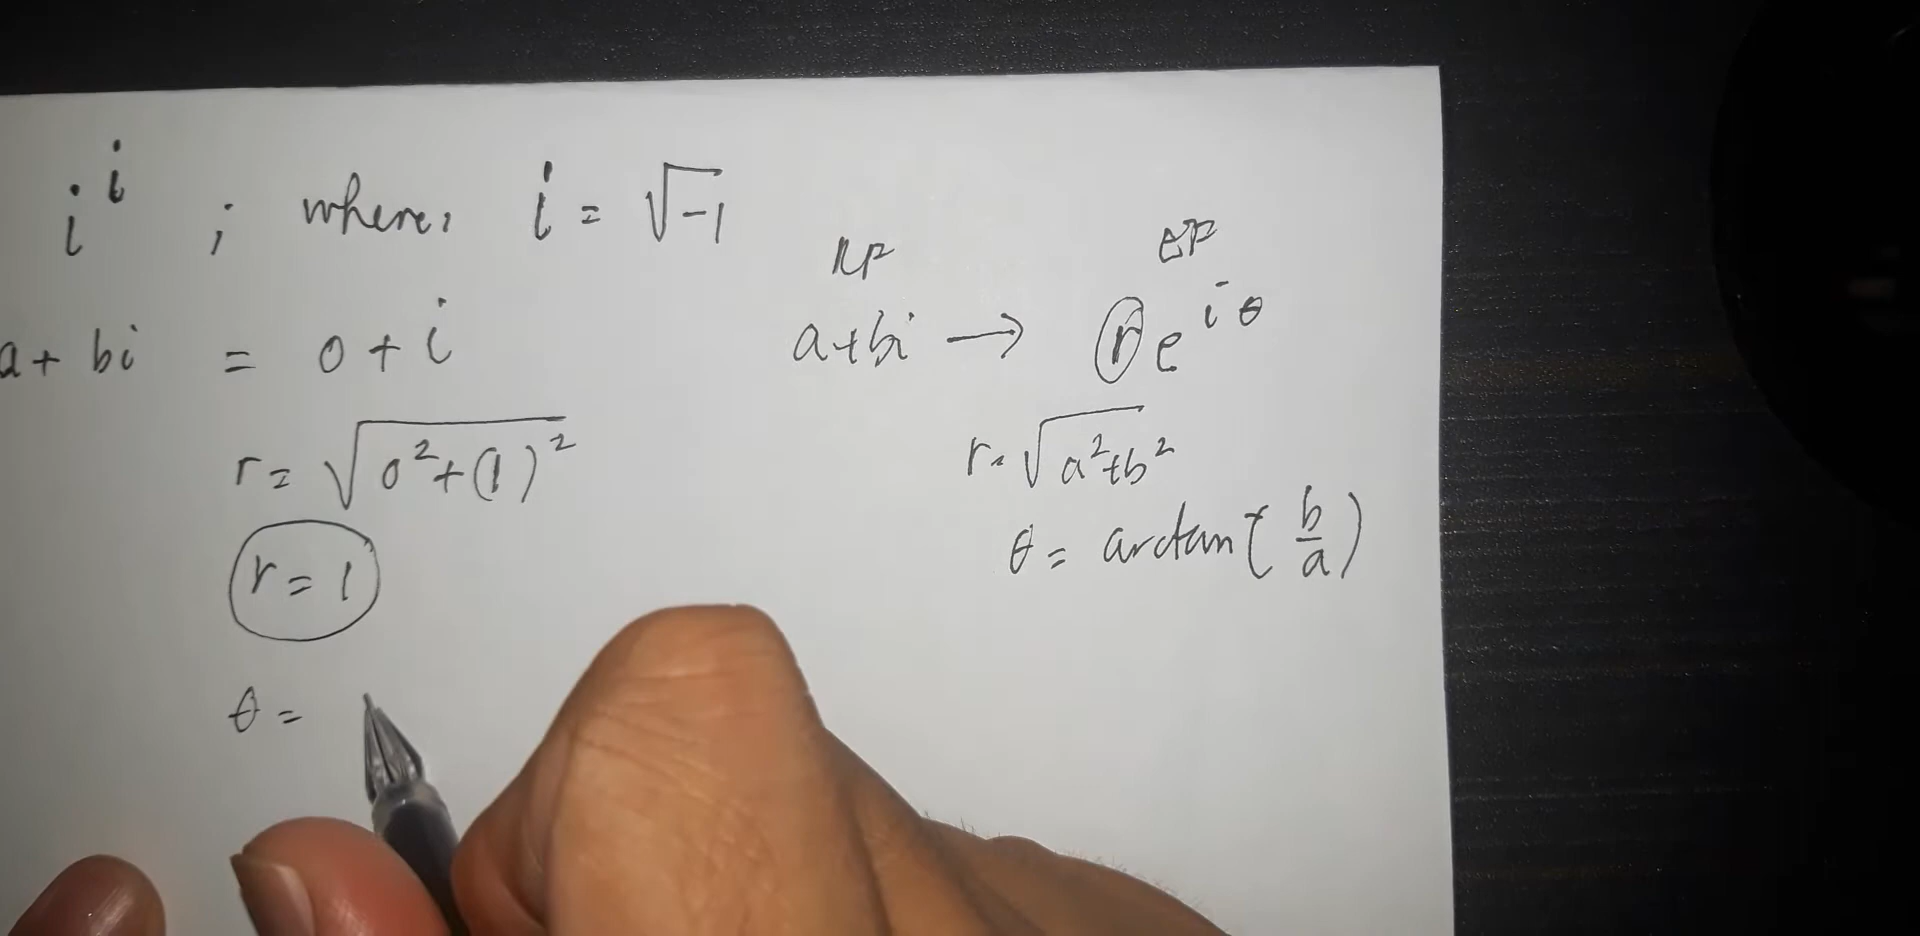 i^i ; where, i = √-1
RF EF
a + bi = 0 + i
a+bi → re^iθ
r = √0²+(1)²
r = √a²+b²
r = 1
θ = arctan(b/a)
θ =